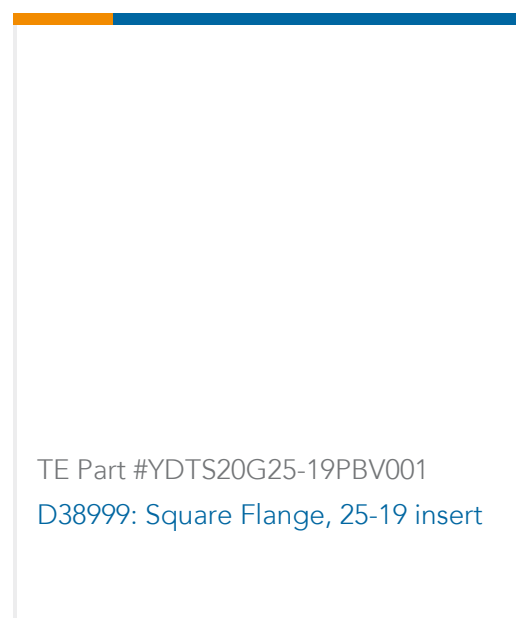 TE Part #YDTS20G25-19PBV001
D38999: Square Flange, 25-19 insert